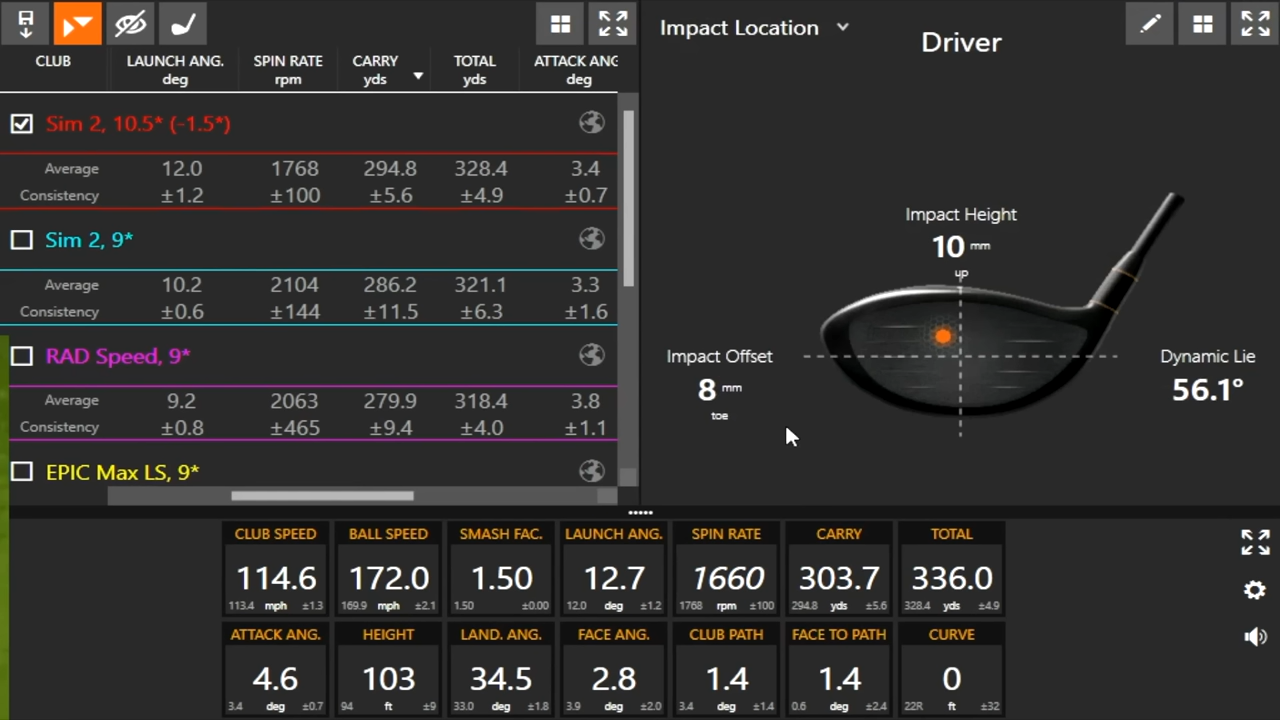 CLUB LAUNCH ANG. SPIN RATE CARRY TOTAL ATTACK ANG
deg rpm yds yds deg
Sim 2, 10.5* (-1.5*)
Average 12.0 1768 294.8 328.4 3.4
Consistency ±1.2 ±100 ±5.6 ±4.9 ±0.7
Sim 2, 9*
Average 10.2 2104 286.2 321.1 3.3
Consistency ±0.6 ±144 ±11.5 ±6.3 ±1.6
RAD Speed, 9*
Average 9.2 2063 279.9 318.4 3.8
Consistency ±0.8 ±465 ±9.4 ±4.0 ±1.1
EPIC Max LS, 9*
Impact Location
Driver
Impact Height
10 mm
up
Impact Offset
8 mm
toe
Dynamic Lie
56.1°
CLUB SPEED BALL SPEED SMASH FAC. LAUNCH ANG. SPIN RATE CARRY TOTAL
114.6 172.0 1.50 12.7 1660 303.7 336.0
113.4 mph ±1.3 169.9 mph ±2.1 1.50 ±0.00 12.0 deg ±1.2 1768 rpm ±100 294.8 yds ±5.6 328.4 yds ±4.9
ATTACK ANG. HEIGHT LAND. ANG. FACE ANG. CLUB PATH FACE TO PATH CURVE
4.6 103 34.5 2.8 1.4 1.4 0
3.4 deg ±0.7 94 ft ±9 33.0 deg ±1.8 3.9 deg ±2.0 3.4 deg ±1.4 0.6 deg ±2.4 22R ft ±32